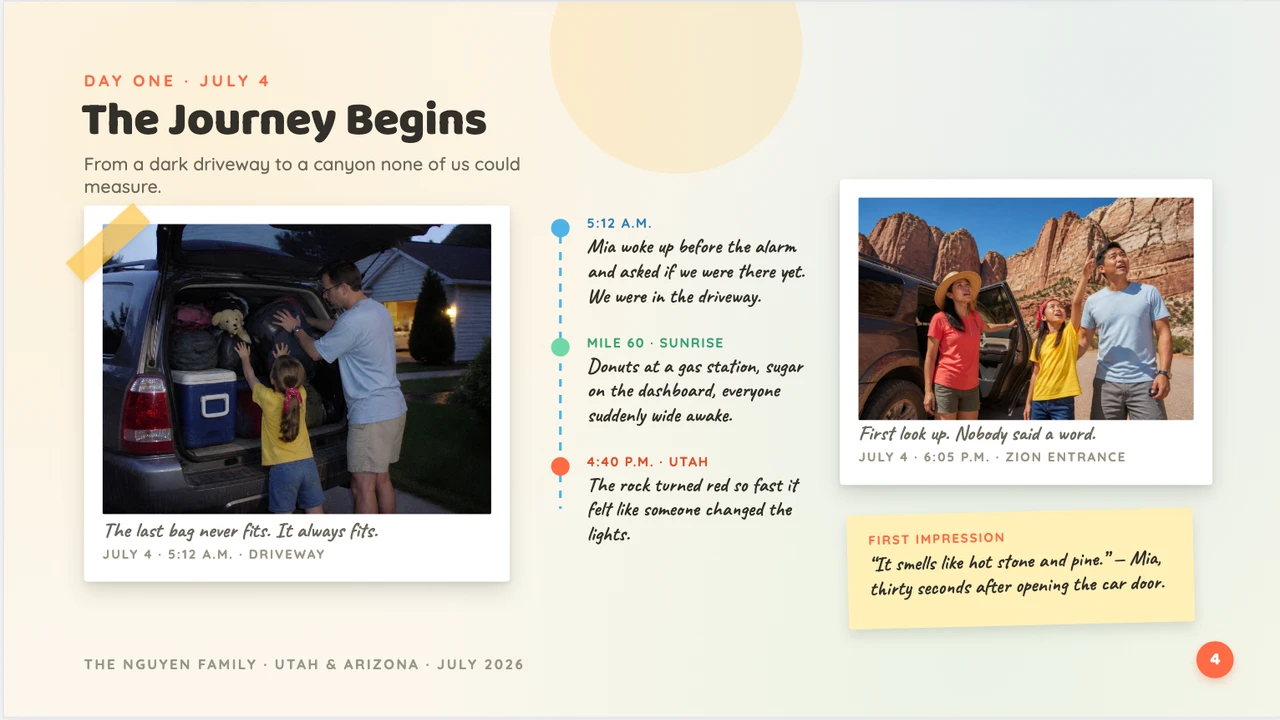 DAY ONE · JULY 4
The Journey Begins
From a dark driveway to a canyon none of us could
measure.
The last bag never fits. It always fits.
JULY 4 · 5:12 A.M. · DRIVEWAY
5:12 A.M.
Mia woke up before the alarm
and asked if we were there yet.
We were in the driveway.
MILE 60 · SUNRISE
Donuts at a gas station, sugar
on the dashboard, everyone
suddenly wide awake.
4:40 P.M. · UTAH
The rock turned red so fast it
felt like someone changed the
lights.
First look up. Nobody said a word.
JULY 4 · 6:05 P.M. · ZION ENTRANCE
FIRST IMPRESSION
“It smells like hot stone and pine.” — Mia,
thirty seconds after opening the car door.
THE NGUYEN FAMILY · UTAH & ARIZONA · JULY 2026
4